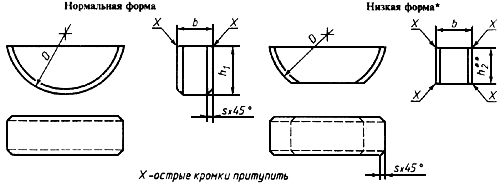 Нормальная форма
Низкая форма*
X b X
X b X
D
h₁
D
h₂**
X X
s×45°
s×45°
X - острые кромки притупить